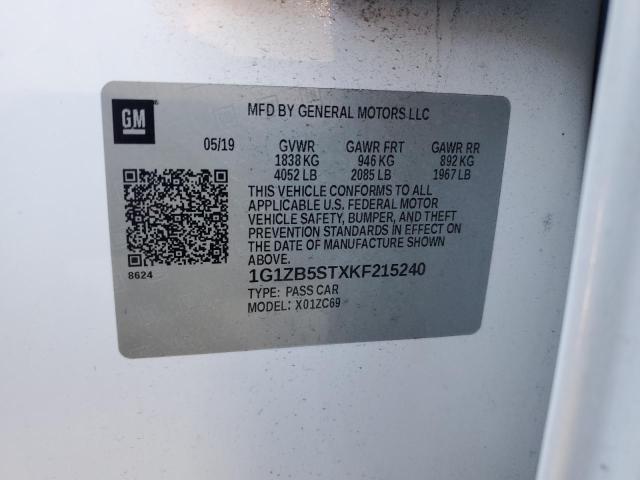 GM
MFD BY GENERAL MOTORS LLC
05/19 GVWR GAWR FRT GAWR RR
1838 KG 946 KG 892 KG
4052 LB 2085 LB 1967 LB
THIS VEHICLE CONFORMS TO ALL
APPLICABLE U.S. FEDERAL MOTOR
VEHICLE SAFETY, BUMPER, AND THEFT
PREVENTION STANDARDS IN EFFECT ON
THE DATE OF MANUFACTURE SHOWN
ABOVE.
8624
1G1ZB5STXKF215240
TYPE: PASS CAR
MODEL: X01ZC69